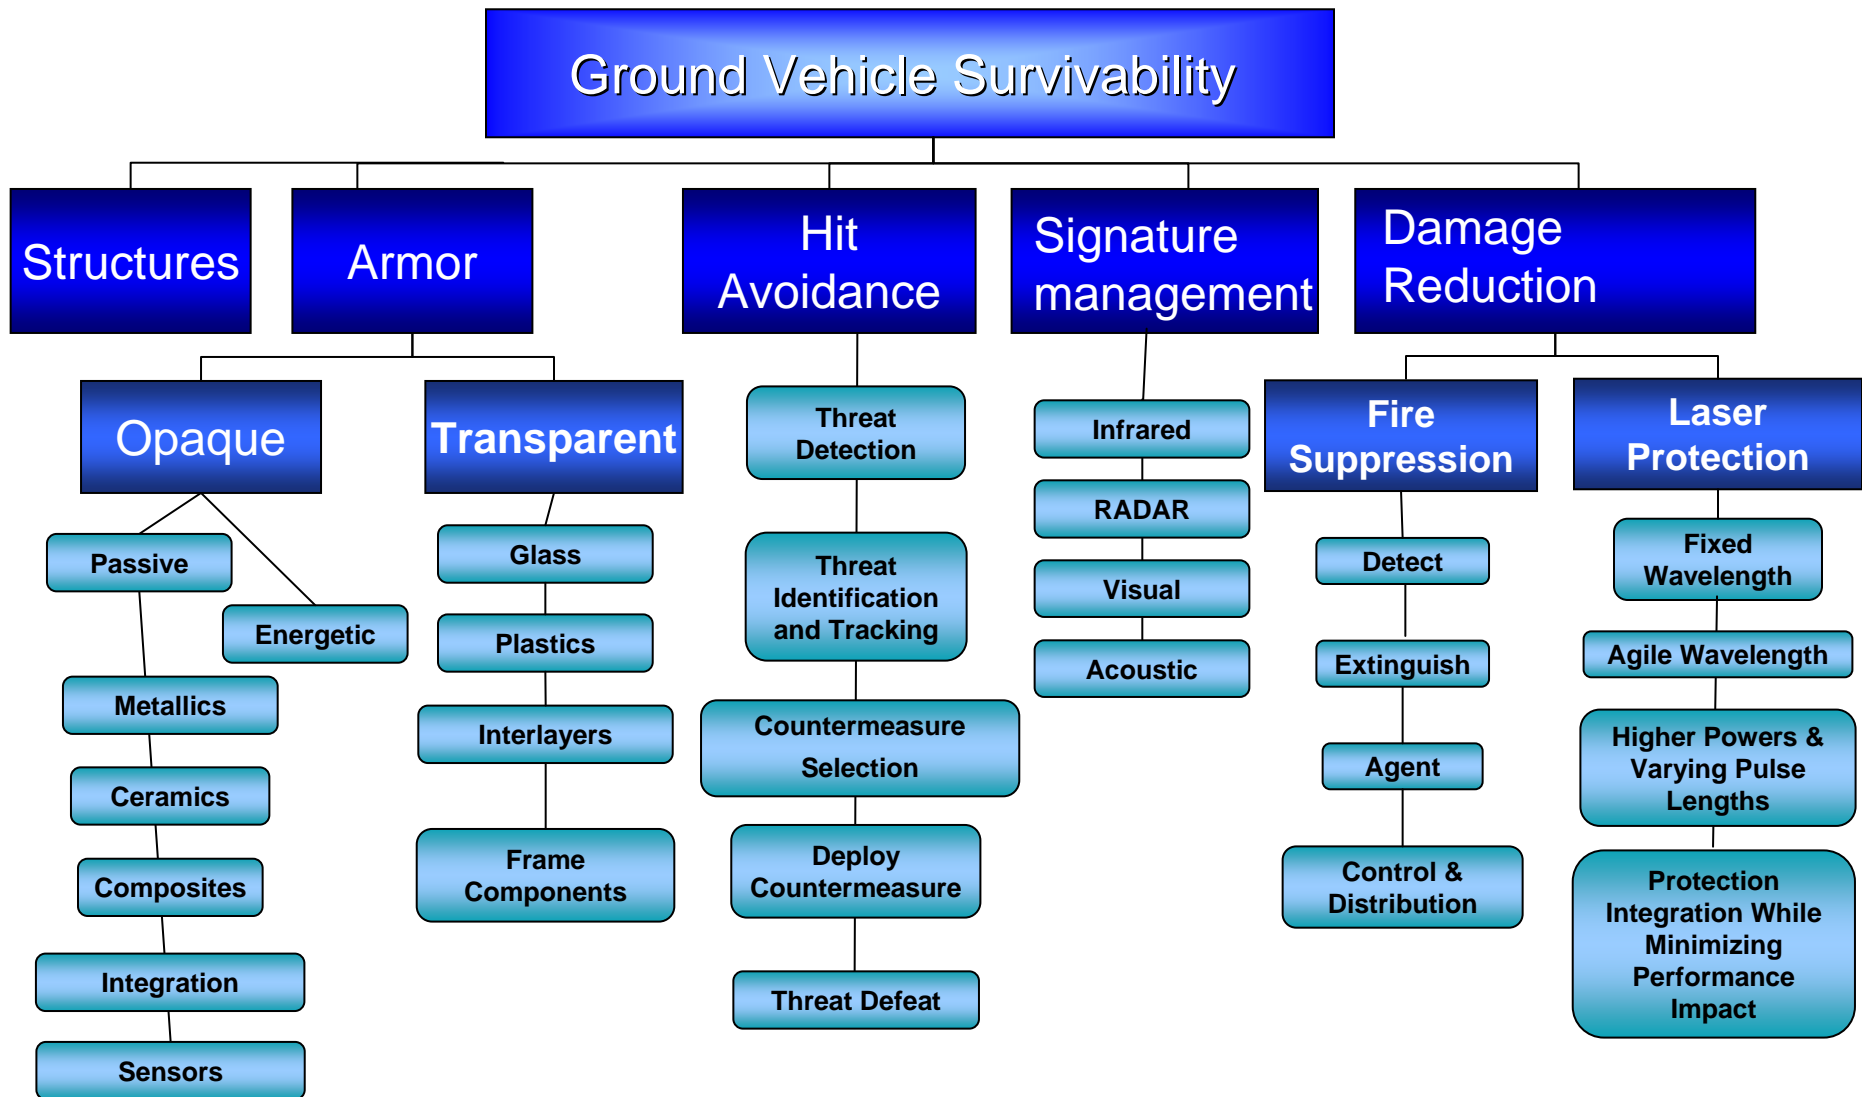 Ground Vehicle Survivability
Structures
Armor
Hit
Avoidance
Signature
management
Damage
Reduction
Opaque
Transparent
Passive
Energetic
Metallics
Ceramics
Composites
Integration
Sensors
Glass
Plastics
Interlayers
Frame
Components
Threat
Detection
Threat
Identification
and Tracking
Countermeasure
Selection
Deploy
Countermeasure
Threat Defeat
Infrared
RADAR
Visual
Acoustic
Fire
Suppression
Detect
Extinguish
Agent
Control &
Distribution
Laser
Protection
Fixed
Wavelength
Agile Wavelength
Higher Powers &
Varying Pulse
Lengths
Protection
Integration While
Minimizing
Performance
Impact